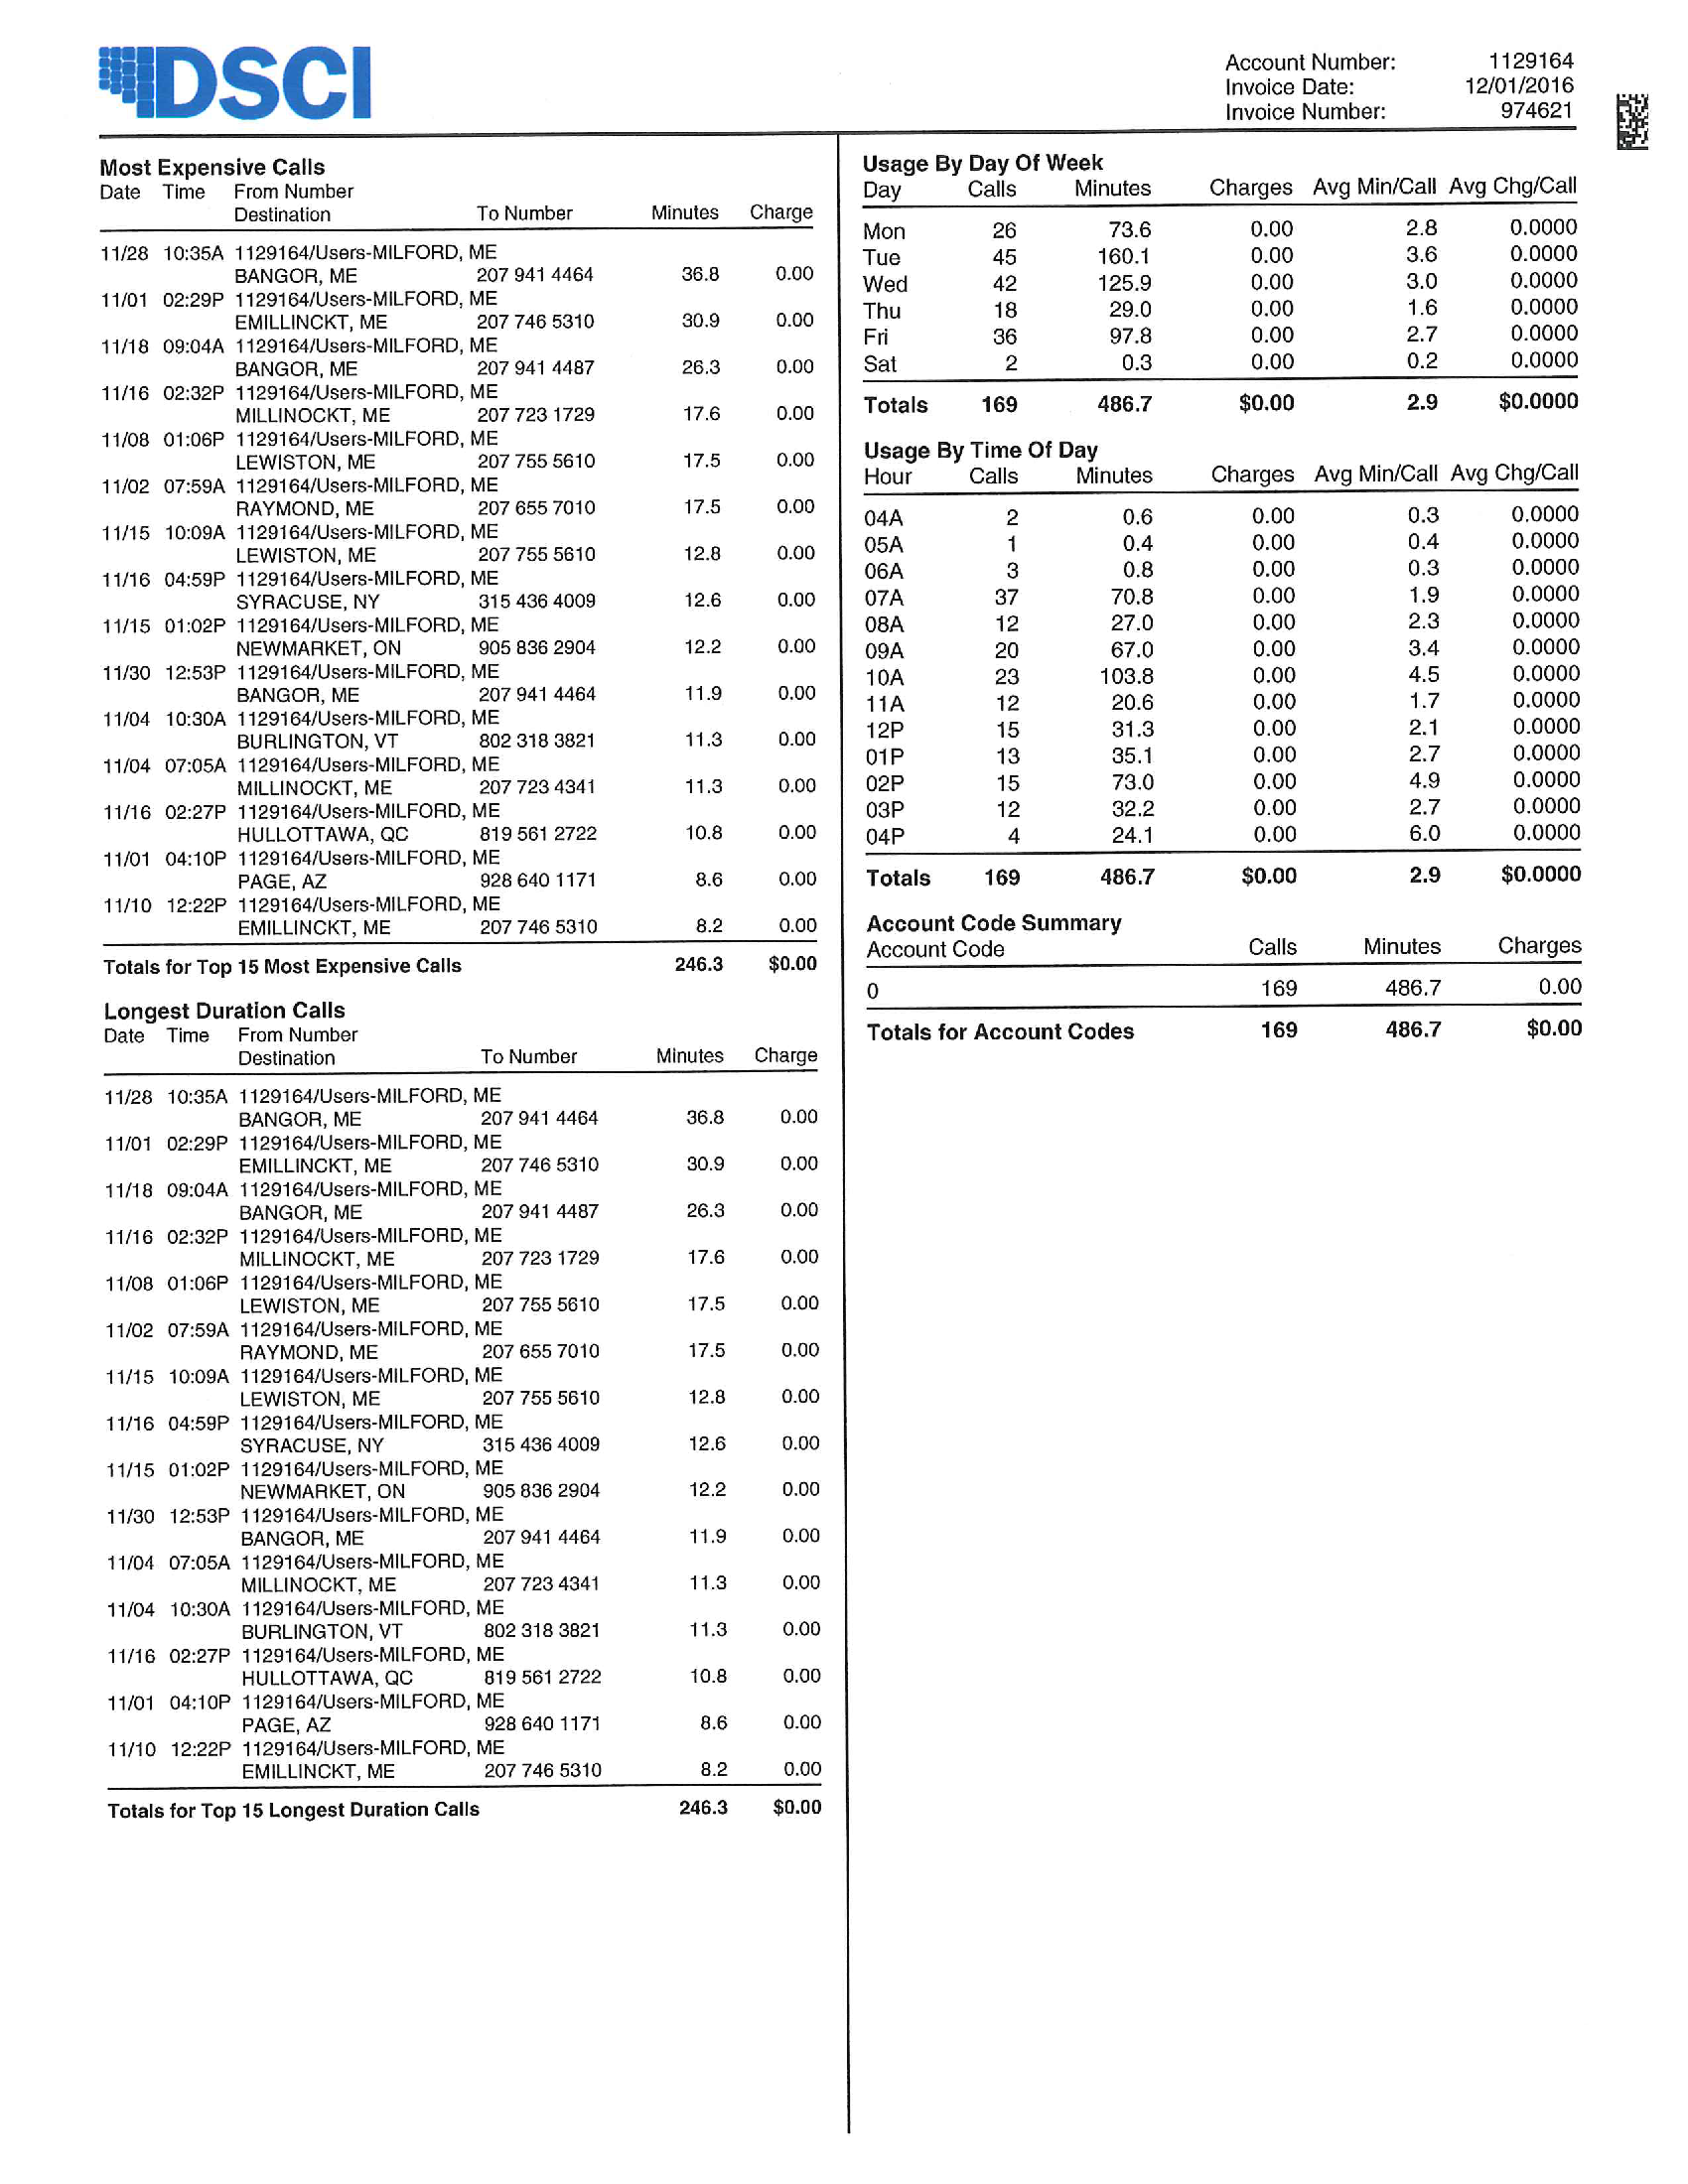 DSCI
Account Number: 1129164
Invoice Date: 12/01/2016
Invoice Number: 974621
Most Expensive Calls
Date Time From Number
Destination To Number Minutes Charge
11/28 10:35A 1129164/Users-MILFORD, ME
BANGOR, ME 207 941 4464 36.8 0.00
11/01 02:29P 1129164/Users-MILFORD, ME
EMILLINCKT, ME 207 746 5310 30.9 0.00
11/18 09:04A 1129164/Users-MILFORD, ME
BANGOR, ME 207 941 4487 26.3 0.00
11/16 02:32P 1129164/Users-MILFORD, ME
MILLINOCKT, ME 207 723 1729 17.6 0.00
11/08 01:06P 1129164/Users-MILFORD, ME
LEWISTON, ME 207 755 5610 17.5 0.00
11/02 07:59A 1129164/Users-MILFORD, ME
RAYMOND, ME 207 655 7010 17.5 0.00
11/15 10:09A 1129164/Users-MILFORD, ME
LEWISTON, ME 207 755 5610 12.8 0.00
11/16 04:59P 1129164/Users-MILFORD, ME
SYRACUSE, NY 315 436 4009 12.6 0.00
11/15 01:02P 1129164/Users-MILFORD, ME
NEWMARKET, ON 905 836 2904 12.2 0.00
11/30 12:53P 1129164/Users-MILFORD, ME
BANGOR, ME 207 941 4464 11.9 0.00
11/04 10:30A 1129164/Users-MILFORD, ME
BURLINGTON, VT 802 318 3821 11.3 0.00
11/04 07:05A 1129164/Users-MILFORD, ME
MILLINOCKT, ME 207 723 4341 11.3 0.00
11/16 02:27P 1129164/Users-MILFORD, ME
HULLOTTAWA, QC 819 561 2722 10.8 0.00
11/01 04:10P 1129164/Users-MILFORD, ME
PAGE, AZ 928 640 1171 8.6 0.00
11/10 12:22P 1129164/Users-MILFORD, ME
EMILLINCKT, ME 207 746 5310 8.2 0.00
Totals for Top 15 Most Expensive Calls 246.3 $0.00
Longest Duration Calls
Date Time From Number
Destination To Number Minutes Charge
11/28 10:35A 1129164/Users-MILFORD, ME
BANGOR, ME 207 941 4464 36.8 0.00
11/01 02:29P 1129164/Users-MILFORD, ME
EMILLINCKT, ME 207 746 5310 30.9 0.00
11/18 09:04A 1129164/Users-MILFORD, ME
BANGOR, ME 207 941 4487 26.3 0.00
11/16 02:32P 1129164/Users-MILFORD, ME
MILLINOCKT, ME 207 723 1729 17.6 0.00
11/08 01:06P 1129164/Users-MILFORD, ME
LEWISTON, ME 207 755 5610 17.5 0.00
11/02 07:59A 1129164/Users-MILFORD, ME
RAYMOND, ME 207 655 7010 17.5 0.00
11/15 10:09A 1129164/Users-MILFORD, ME
LEWISTON, ME 207 755 5610 12.8 0.00
11/16 04:59P 1129164/Users-MILFORD, ME
SYRACUSE, NY 315 436 4009 12.6 0.00
11/15 01:02P 1129164/Users-MILFORD, ME
NEWMARKET, ON 905 836 2904 12.2 0.00
11/30 12:53P 1129164/Users-MILFORD, ME
BANGOR, ME 207 941 4464 11.9 0.00
11/04 07:05A 1129164/Users-MILFORD, ME
MILLINOCKT, ME 207 723 4341 11.3 0.00
11/04 10:30A 1129164/Users-MILFORD, ME
BURLINGTON, VT 802 318 3821 11.3 0.00
11/16 02:27P 1129164/Users-MILFORD, ME
HULLOTTAWA, QC 819 561 2722 10.8 0.00
11/01 04:10P 1129164/Users-MILFORD, ME
PAGE, AZ 928 640 1171 8.6 0.00
11/10 12:22P 1129164/Users-MILFORD, ME
EMILLINCKT, ME 207 746 5310 8.2 0.00
Totals for Top 15 Longest Duration Calls 246.3 $0.00
Usage By Day Of Week
Day Calls Minutes Charges Avg Min/Call Avg Chg/Call
Mon 26 73.6 0.00 2.8 0.0000
Tue 45 160.1 0.00 3.6 0.0000
Wed 42 125.9 0.00 3.0 0.0000
Thu 18 29.0 0.00 1.6 0.0000
Fri 36 97.8 0.00 2.7 0.0000
Sat 2 0.3 0.00 0.2 0.0000
Totals 169 486.7 $0.00 2.9 $0.0000
Usage By Time Of Day
Hour Calls Minutes Charges Avg Min/Call Avg Chg/Call
04A 2 0.6 0.00 0.3 0.0000
05A 1 0.4 0.00 0.4 0.0000
06A 3 0.8 0.00 0.3 0.0000
07A 37 70.8 0.00 1.9 0.0000
08A 12 27.0 0.00 2.3 0.0000
09A 20 67.0 0.00 3.4 0.0000
10A 23 103.8 0.00 4.5 0.0000
11A 12 20.6 0.00 1.7 0.0000
12P 15 31.3 0.00 2.1 0.0000
01P 13 35.1 0.00 2.7 0.0000
02P 15 73.0 0.00 4.9 0.0000
03P 12 32.2 0.00 2.7 0.0000
04P 4 24.1 0.00 6.0 0.0000
Totals 169 486.7 $0.00 2.9 $0.0000
Account Code Summary
Account Code Calls Minutes Charges
0 169 486.7 0.00
Totals for Account Codes 169 486.7 $0.00